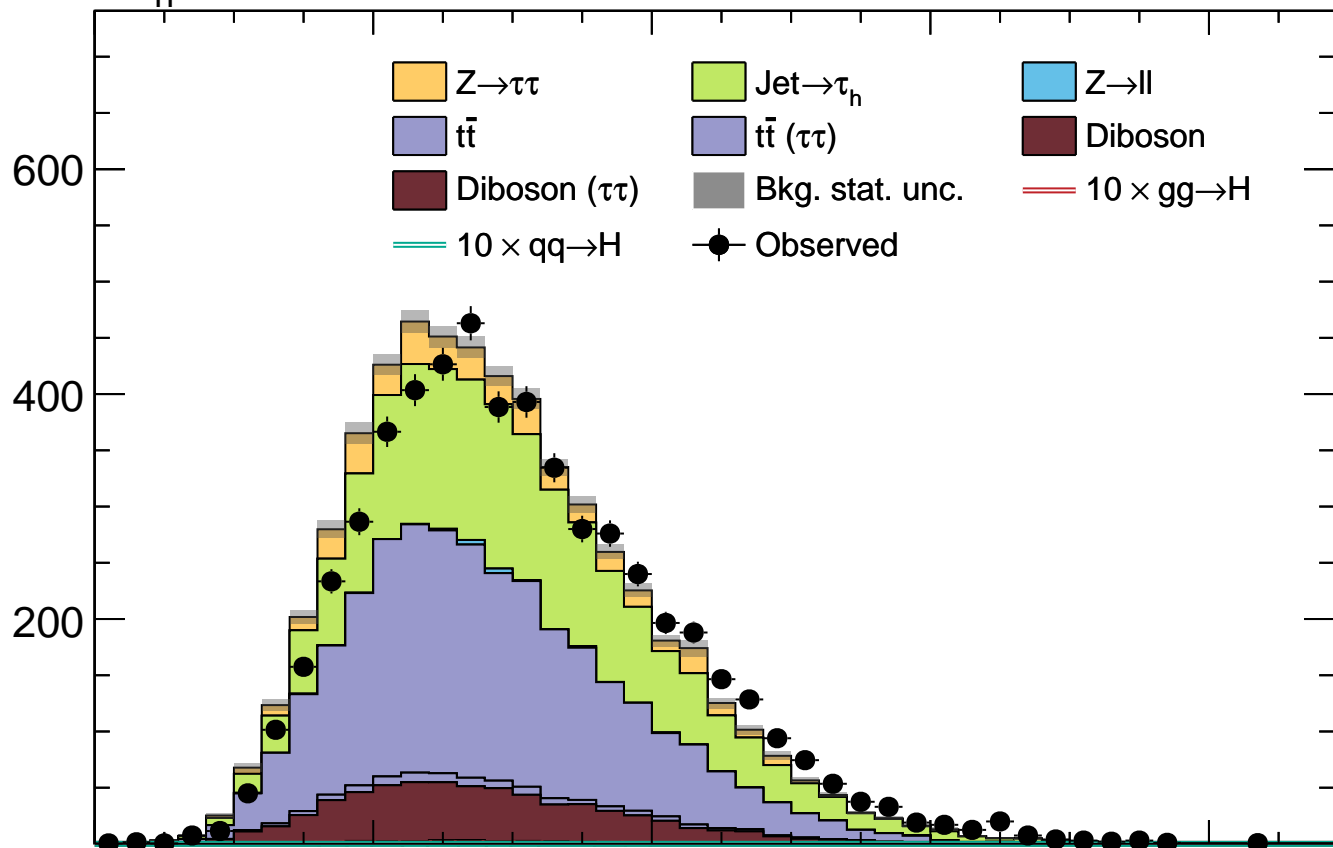 Z→ττ Jet→τh Z→ll
tt̄ tt̄ (ττ) Diboson
Diboson (ττ) Bkg. stat. unc. 10 × gg→H
10 × qq→H Observed
600
400
200